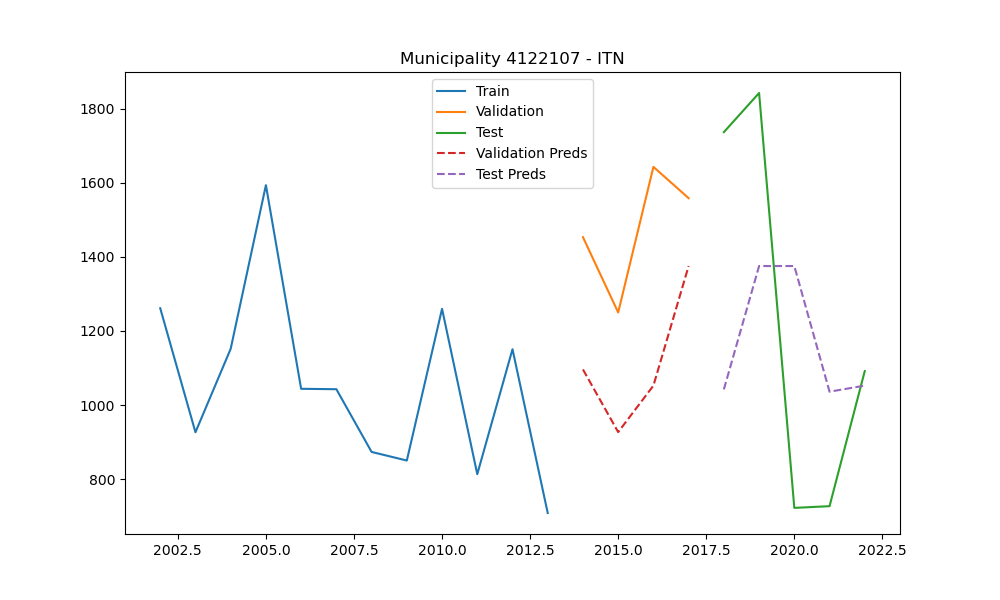 Municipality 4122107 - ITN
Train
Validation
Test
Validation Preds
Test Preds
1800
1600
1400
1200
1000
800
2002.5 2005.0 2007.5 2010.0 2012.5 2015.0 2017.5 2020.0 2022.5